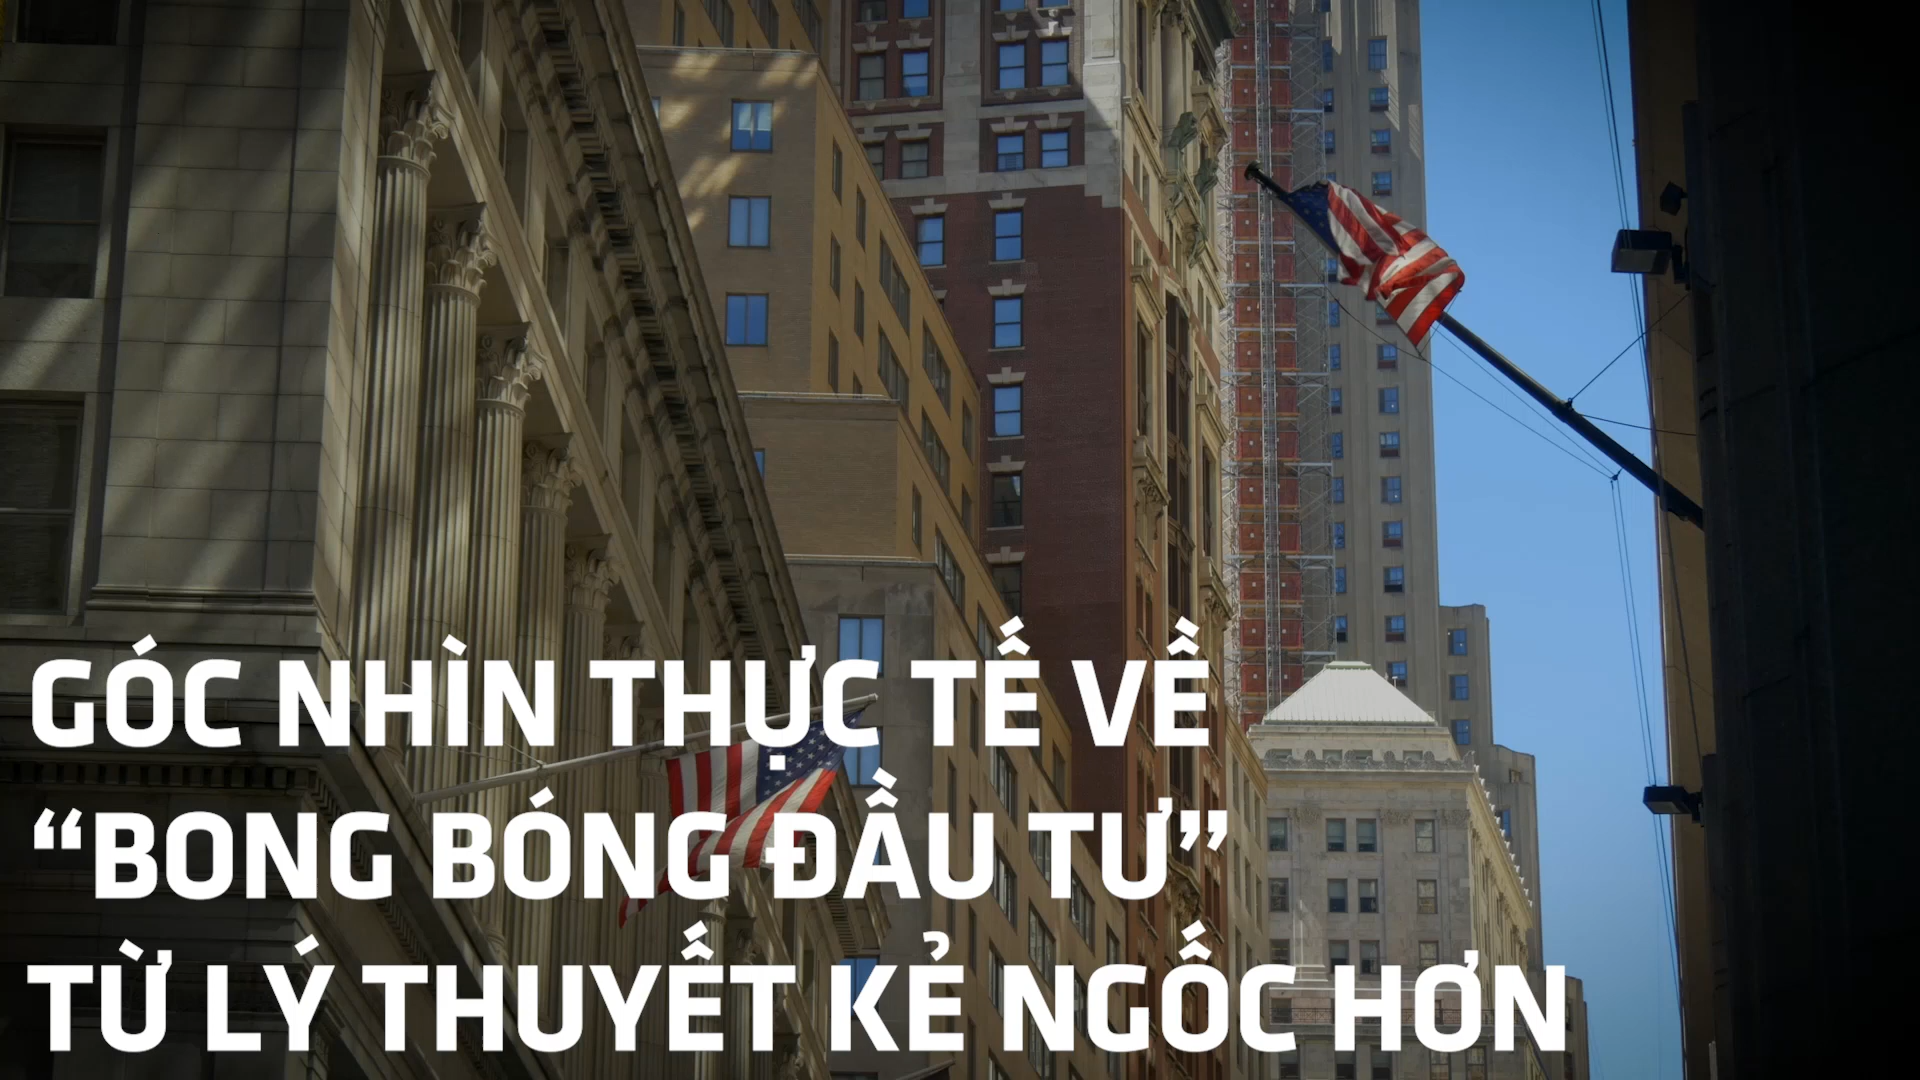 GÓC NHÌN THỰC TẾ VỀ
“BONG BÓNG ĐẦU TƯ”
TỪ LÝ THUYẾT KẺ NGỐC HƠN